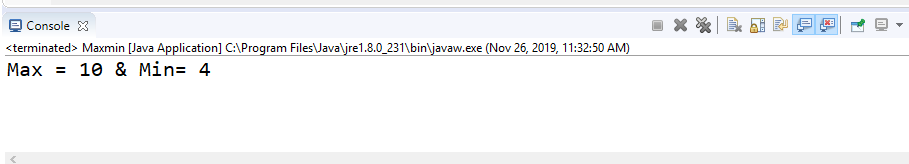 Console
<terminated> Maxmin [Java Application] C:\Program Files\Java\jre1.8.0_231\bin\javaw.exe (Nov 26, 2019, 11:32:50 AM)
Max = 10 & Min= 4